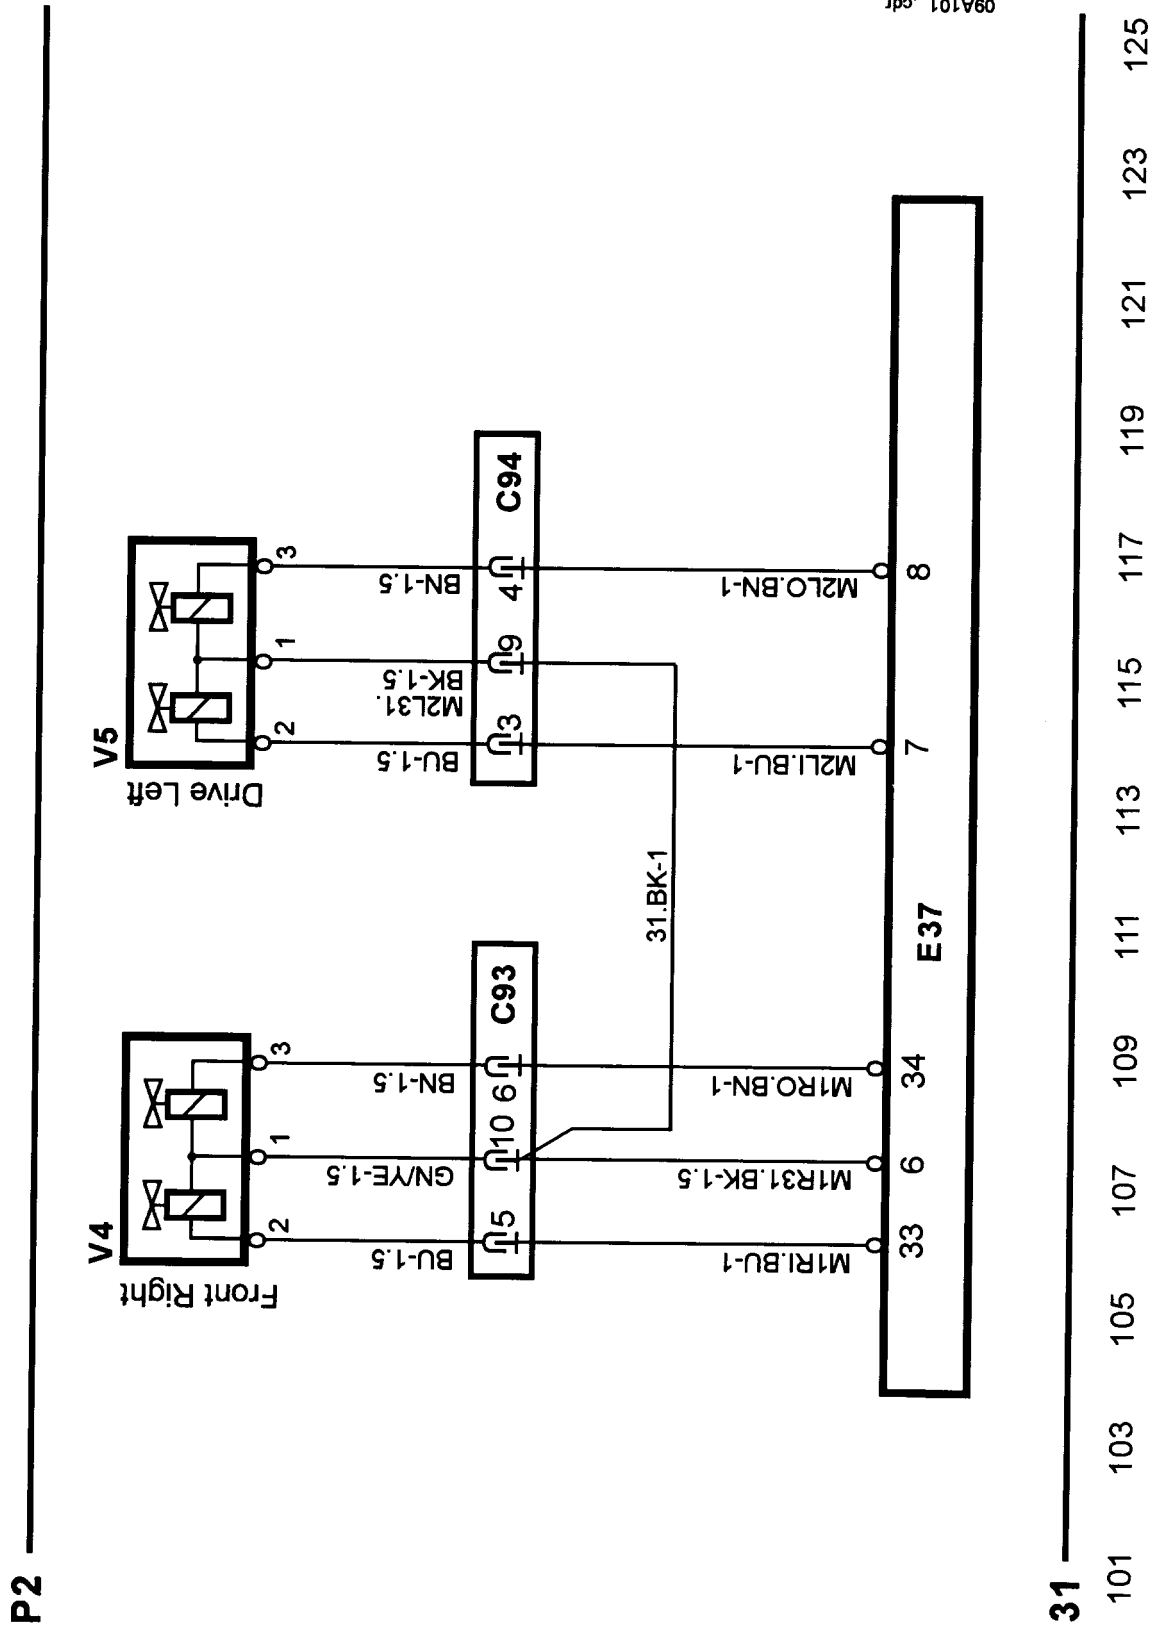 P2
V4
Front Right
2
1
3
BU-1.5
GN/YE-1.5
BN-1.5
5
10
6
C93
M1RI.BU-1
M1R31.BK-1.5
M1RO.BN-1
33
6
34
E37
31.BK-1
V5
Drive Left
2
1
3
BU-1.5
M2L31.
BK-1.5
BN-1.5
3
9
4
C94
M2LI.BU-1
M2LO.BN-1
7
8
09A101 .cdr
31
101 103 105 107 109 111 113 115 117 119 121 123 125